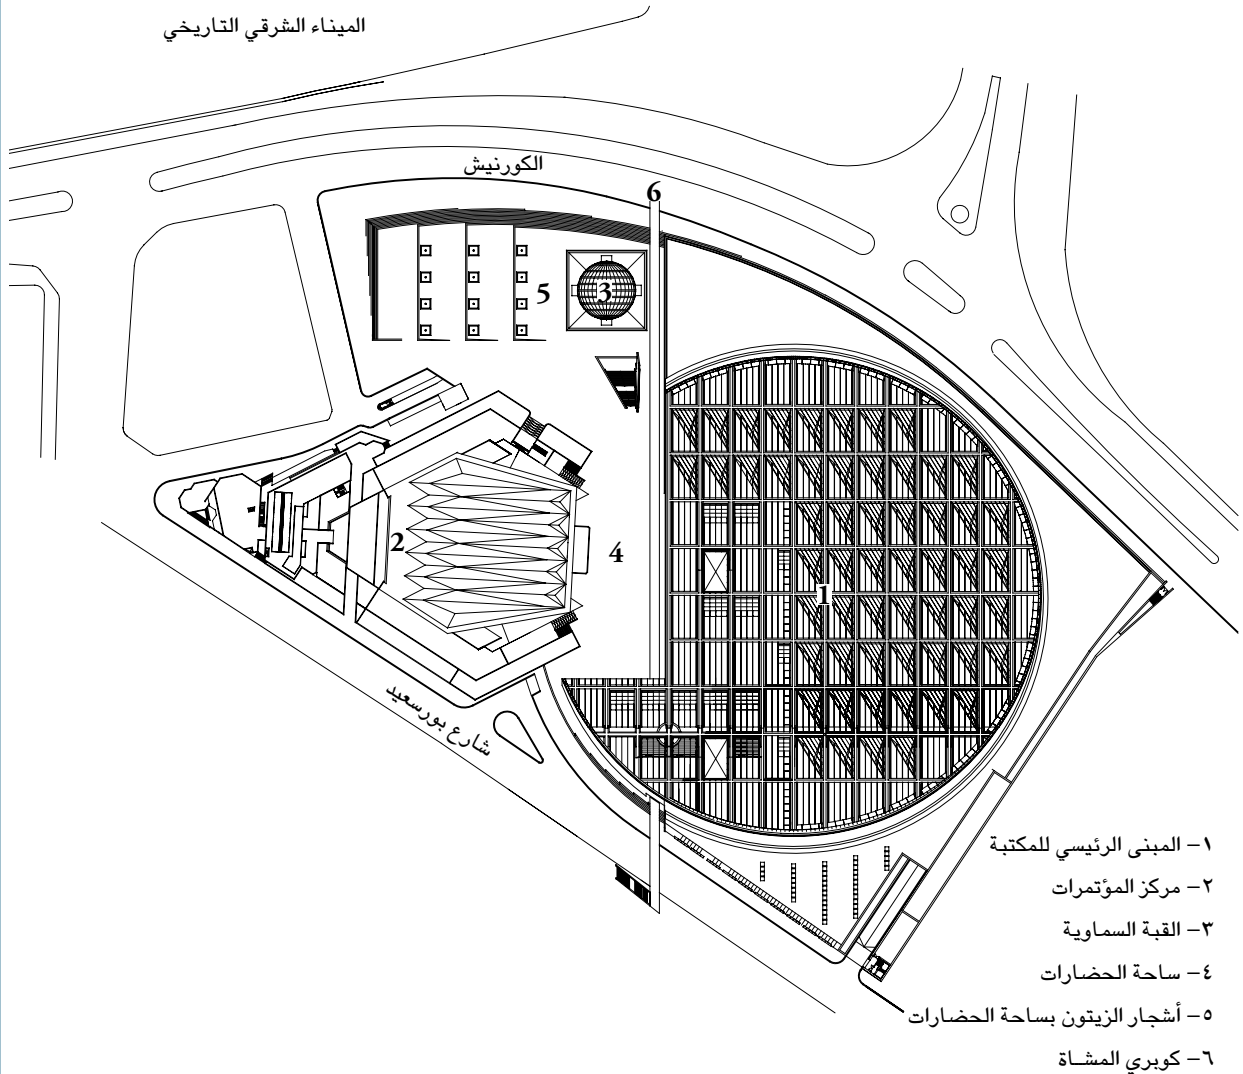 الميناء الشرقي التاريخي
الكورنيش
6
5
3
2
4
1
شارع بورسعيد
١– المبنى الرئيسي للمكتبة
٢– مركز المؤتمرات
٣– القبة السماوية
٤– ساحة الحضارات
٥– أشجار الزيتون بساحة الحضارات
٦– كوبري المشــاة